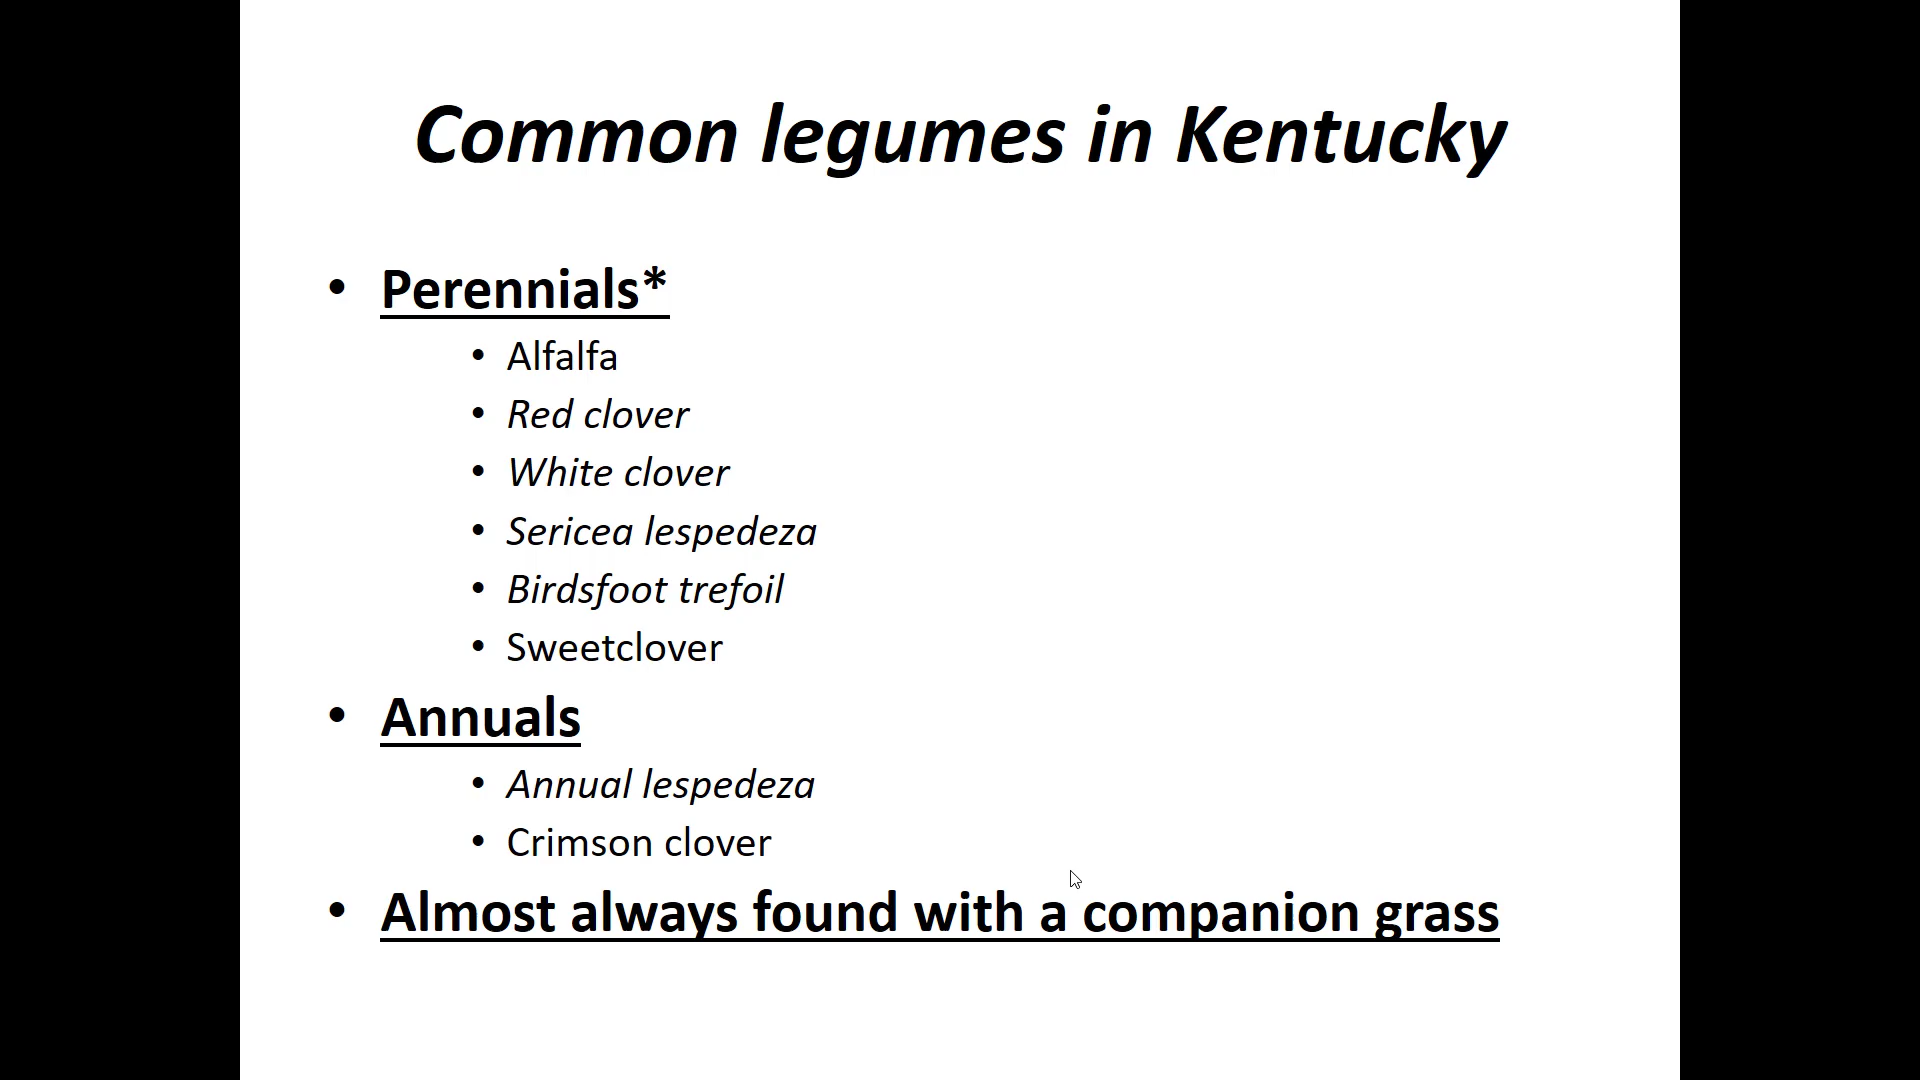 Common legumes in Kentucky
• Perennials*
• Alfalfa
• Red clover
• White clover
• Sericea lespedeza
• Birdsfoot trefoil
• Sweetclover
• Annuals
• Annual lespedeza
• Crimson clover
• Almost always found with a companion grass